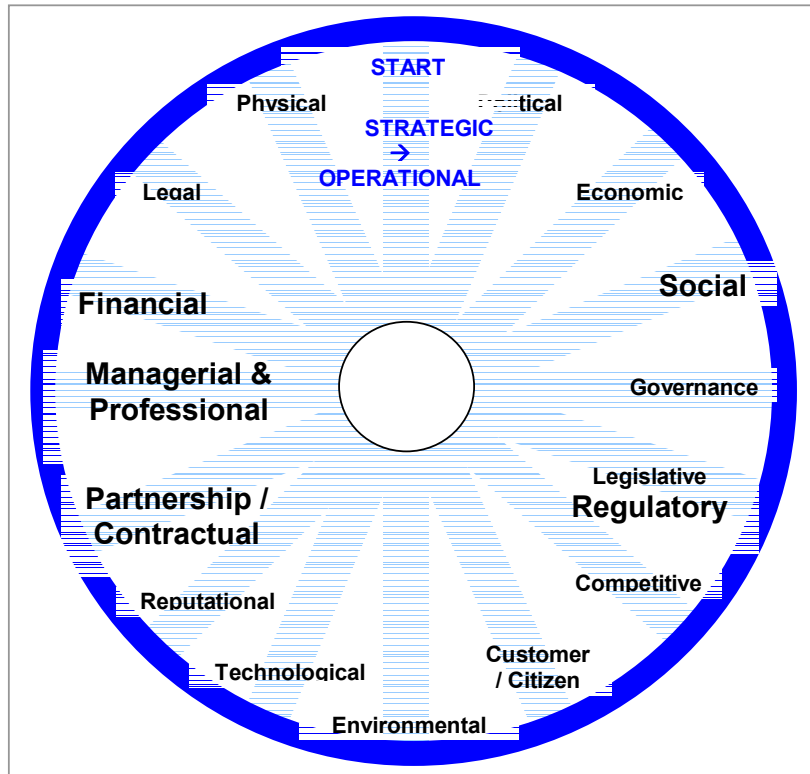 START
Physical
STRATEGIC
→
OPERATIONAL
Legal
Economic
Social
Financial
Managerial &
Professional
Governance
Legislative
Regulatory
Partnership /
Contractual
Competitive
Reputational
Customer
/ Citizen
Technological
Environmental